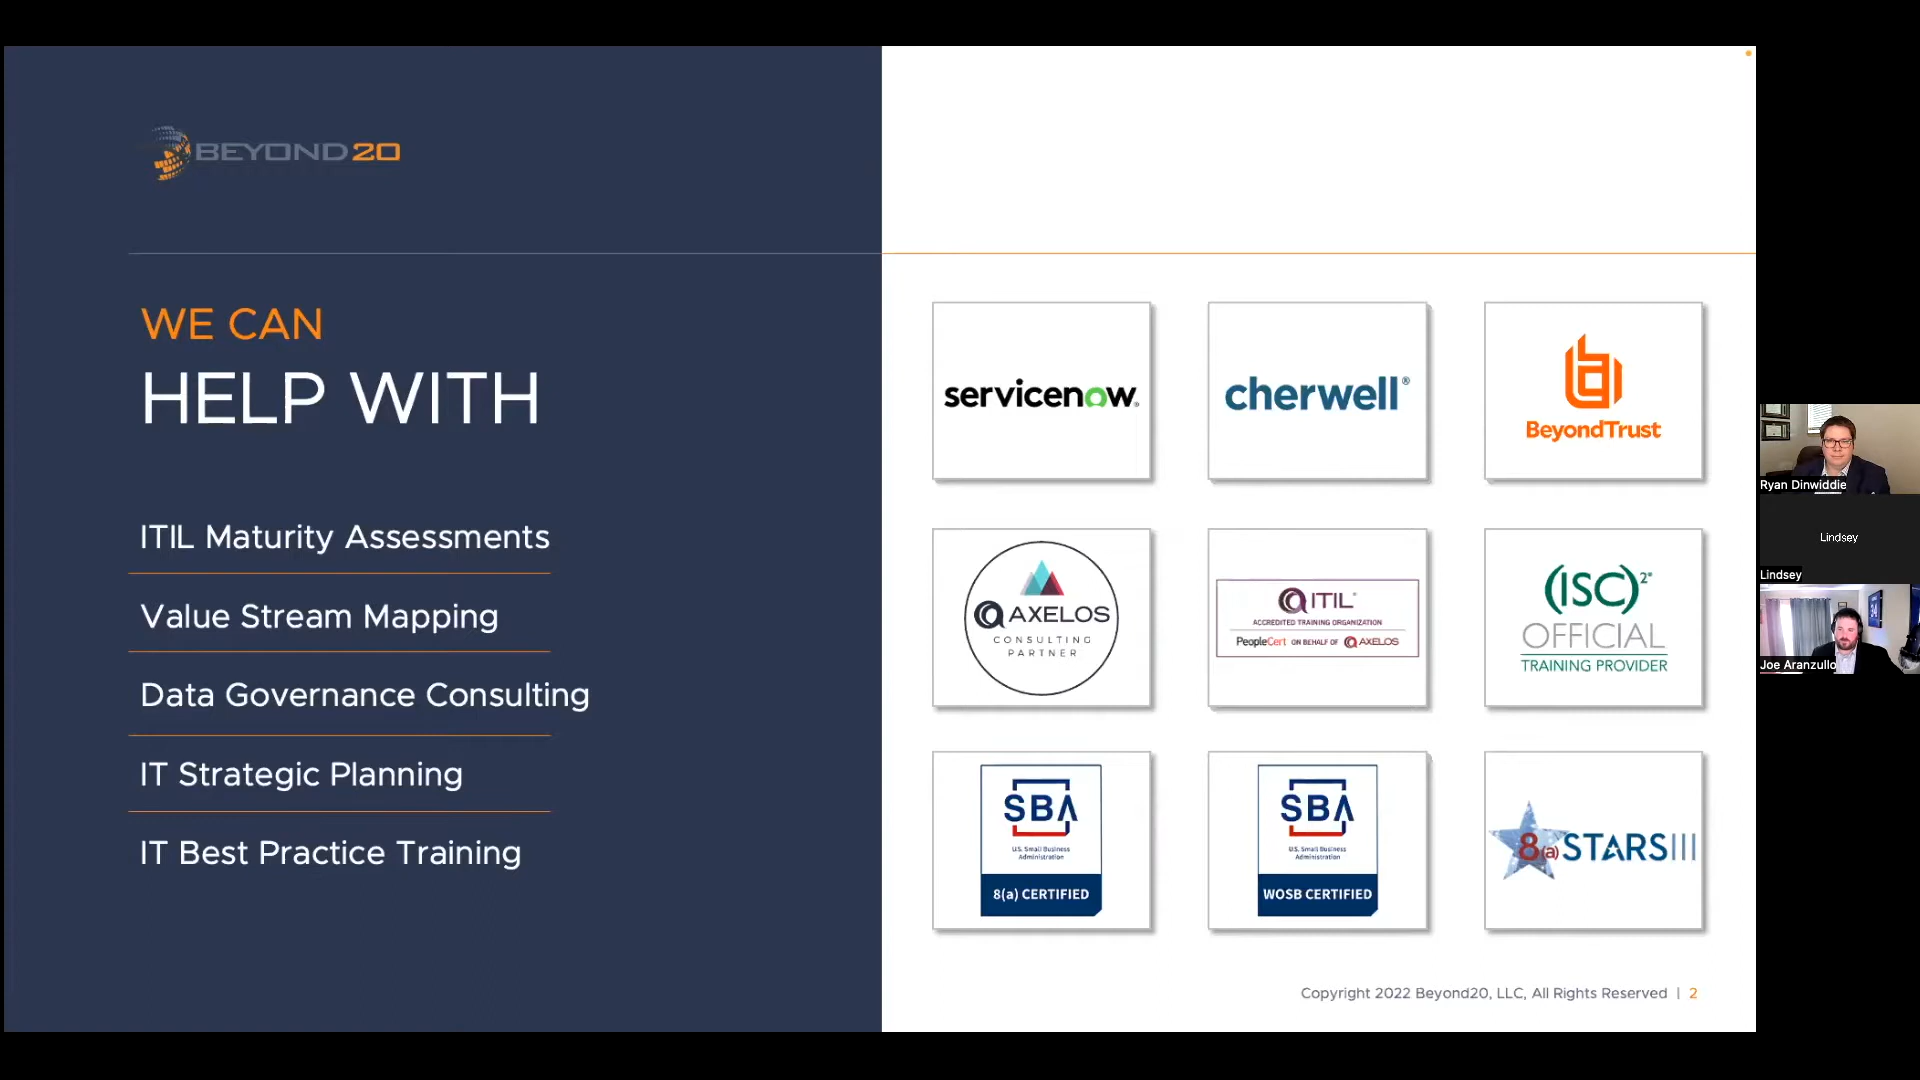 BEYOND20
WE CAN
HELP WITH
ITIL Maturity Assessments
Value Stream Mapping
Data Governance Consulting
IT Strategic Planning
IT Best Practice Training
servicenow®
cherwell®
BeyondTrust
AXELOS
CONSULTING
PARTNER
ITIL®
ACCREDITED TRAINING ORGANIZATION
PeopleCert ON BEHALF OF AXELOS
(ISC)²®
OFFICIAL
TRAINING PROVIDER
SBA
U.S. Small Business
Administration
8(a) CERTIFIED
SBA
U.S. Small Business
Administration
WOSB CERTIFIED
8(a) STARS III
Copyright 2022 Beyond20, LLC, All Rights Reserved | 2
Ryan Dinwiddie
Lindsey
Lindsey
Joe Aranzullo